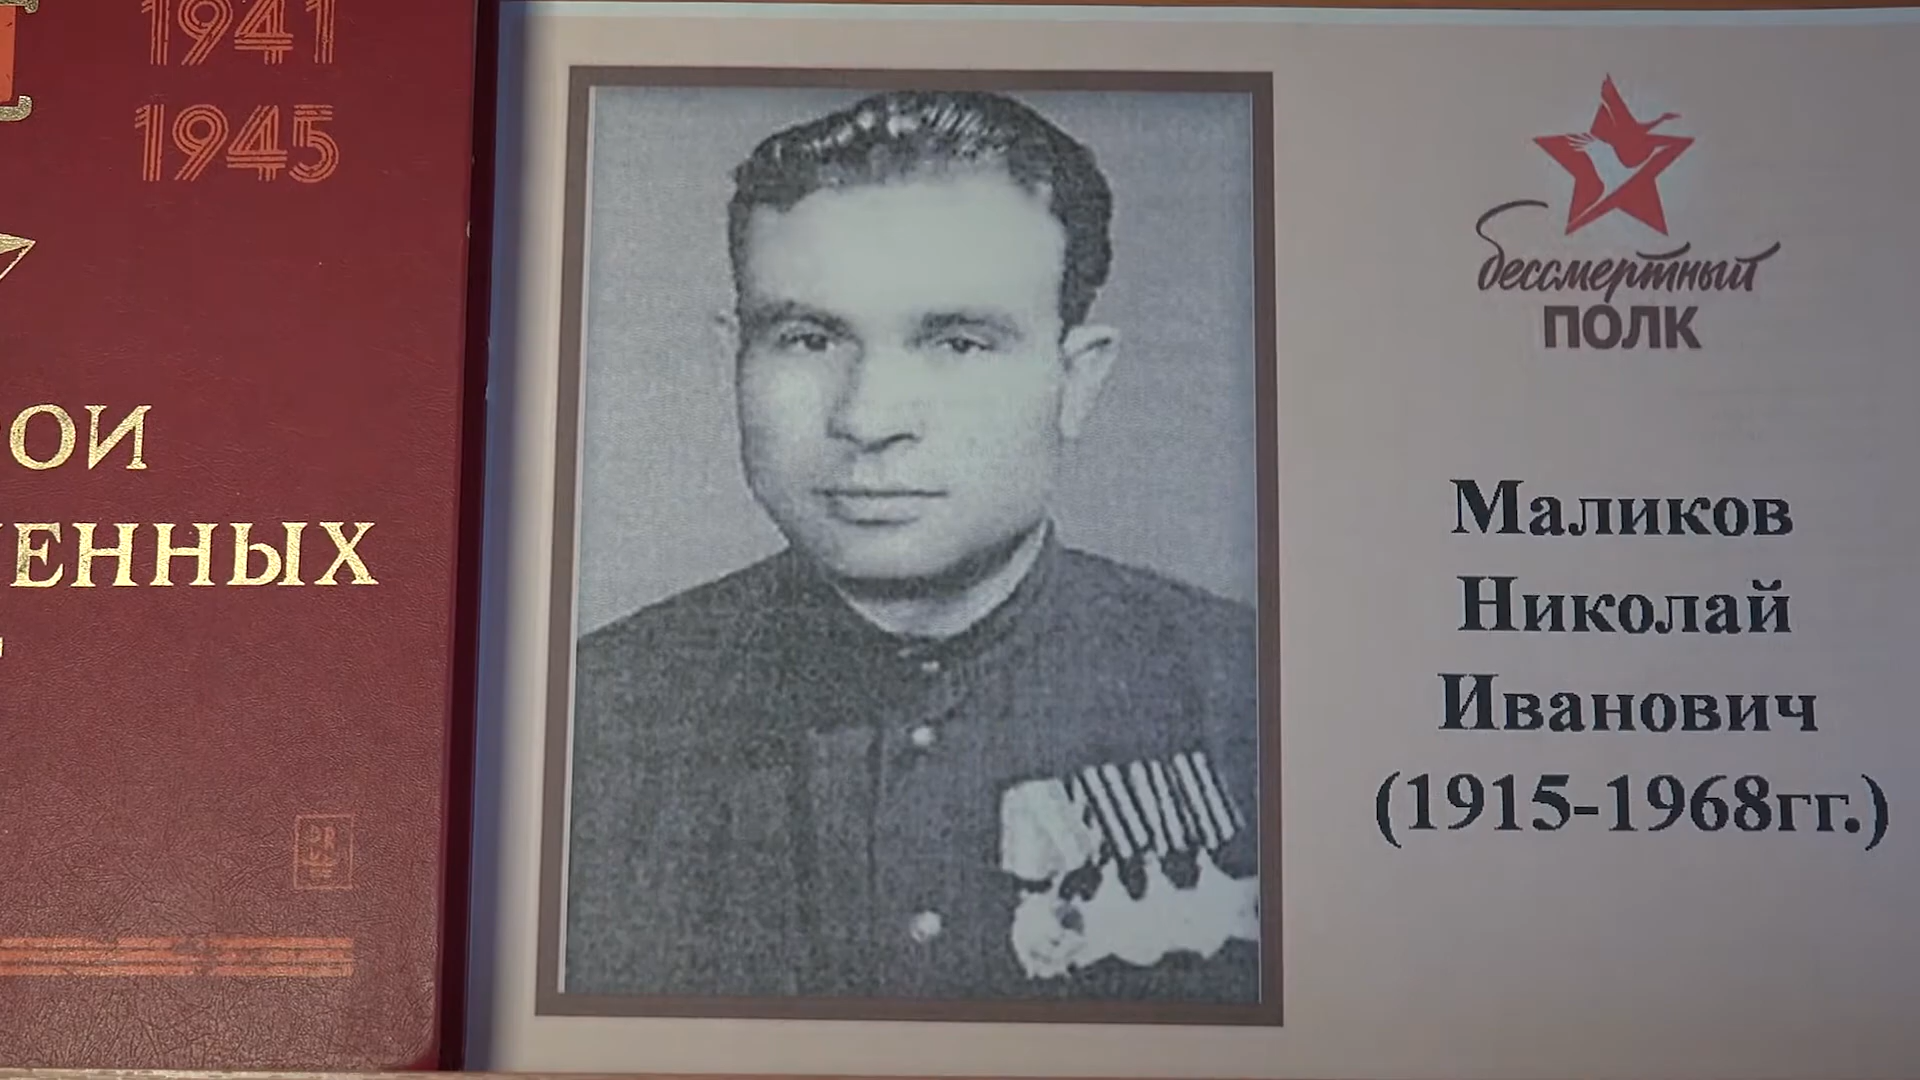 1941
1945
ОИ
ЕННЫХ
бессмертный
ПОЛК
Маликов
Николай
Иванович
(1915-1968гг.)